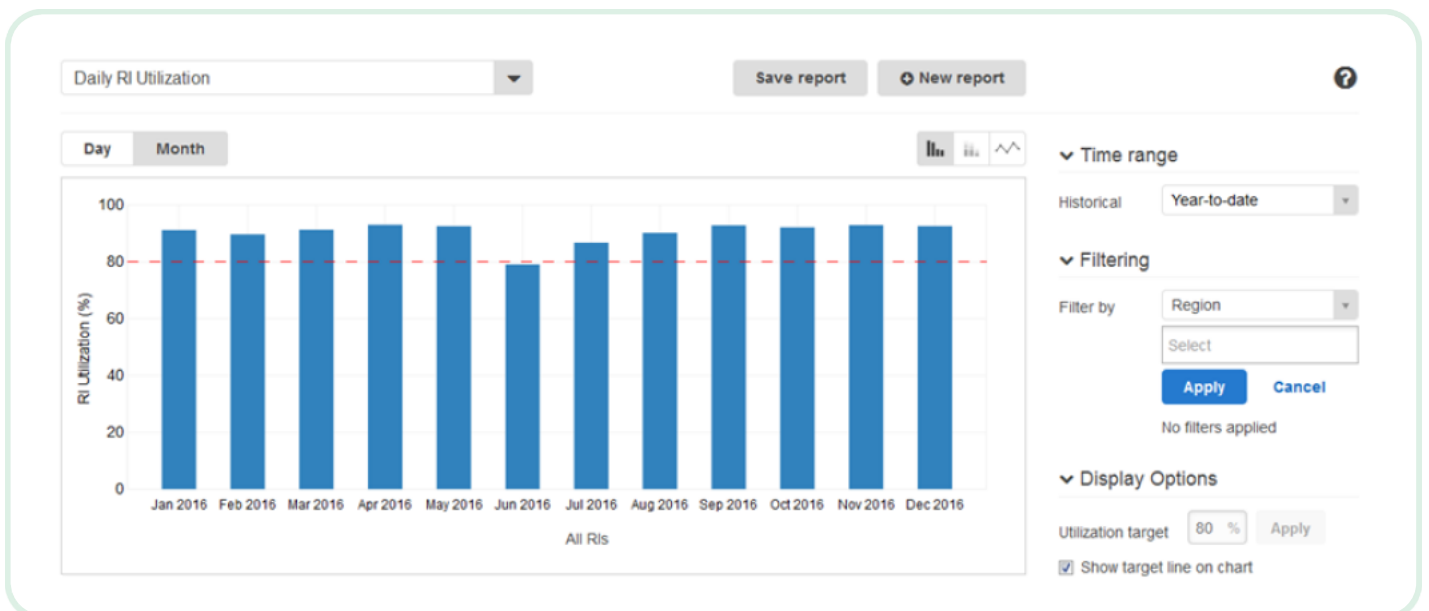 Daily RI Utilization
Save report
New report
?
Day
Month
100
80
60
40
20
0
RI Utilization (%)
Jan 2016 Feb 2016 Mar 2016 Apr 2016 May 2016 Jun 2016 Jul 2016 Aug 2016 Sep 2016 Oct 2016 Nov 2016 Dec 2016
All RIs
Time range
Historical Year-to-date
Filtering
Filter by Region
Select
Apply Cancel
No filters applied
Display Options
Utilization target 80 % Apply
Show target line on chart